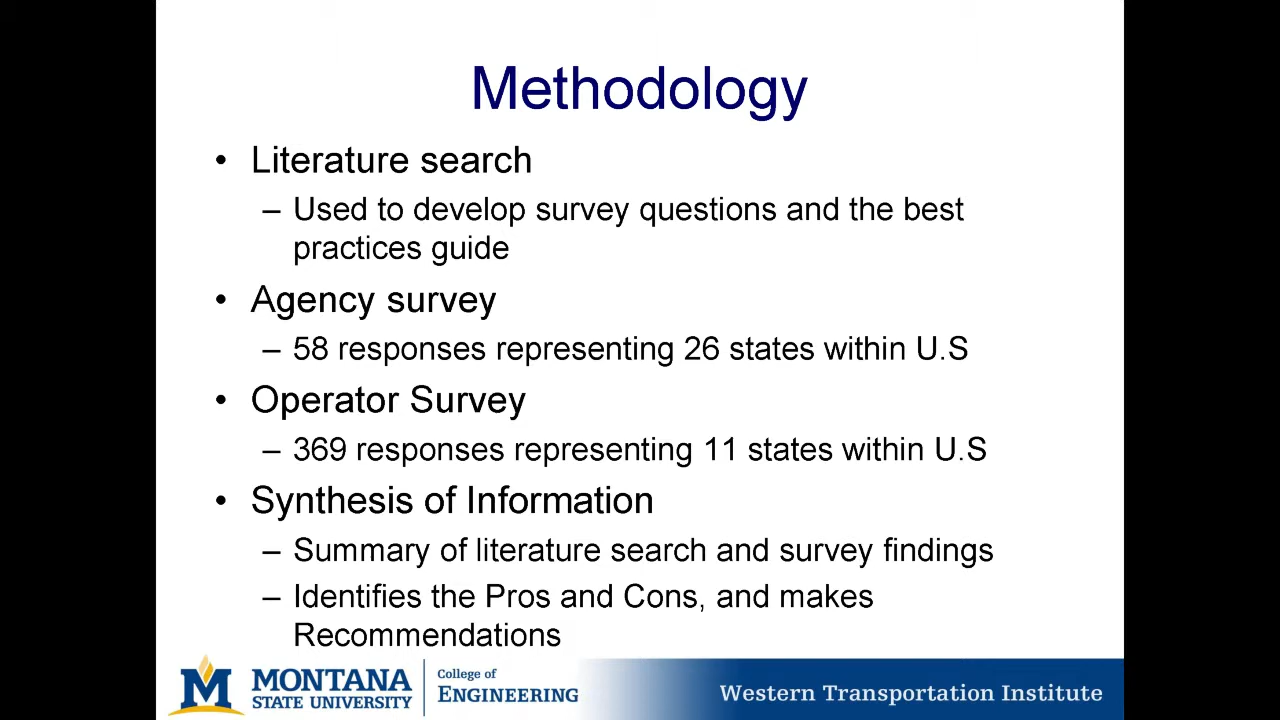 Methodology
• Literature search
– Used to develop survey questions and the best
practices guide
• Agency survey
– 58 responses representing 26 states within U.S
• Operator Survey
– 369 responses representing 11 states within U.S
• Synthesis of Information
– Summary of literature search and survey findings
– Identifies the Pros and Cons, and makes
Recommendations
M MONTANA
STATE UNIVERSITY
College of
ENGINEERING
Western Transportation Institute